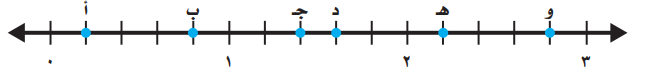 أ ب جـ د هـ و
٠ ١ ٢ ٣